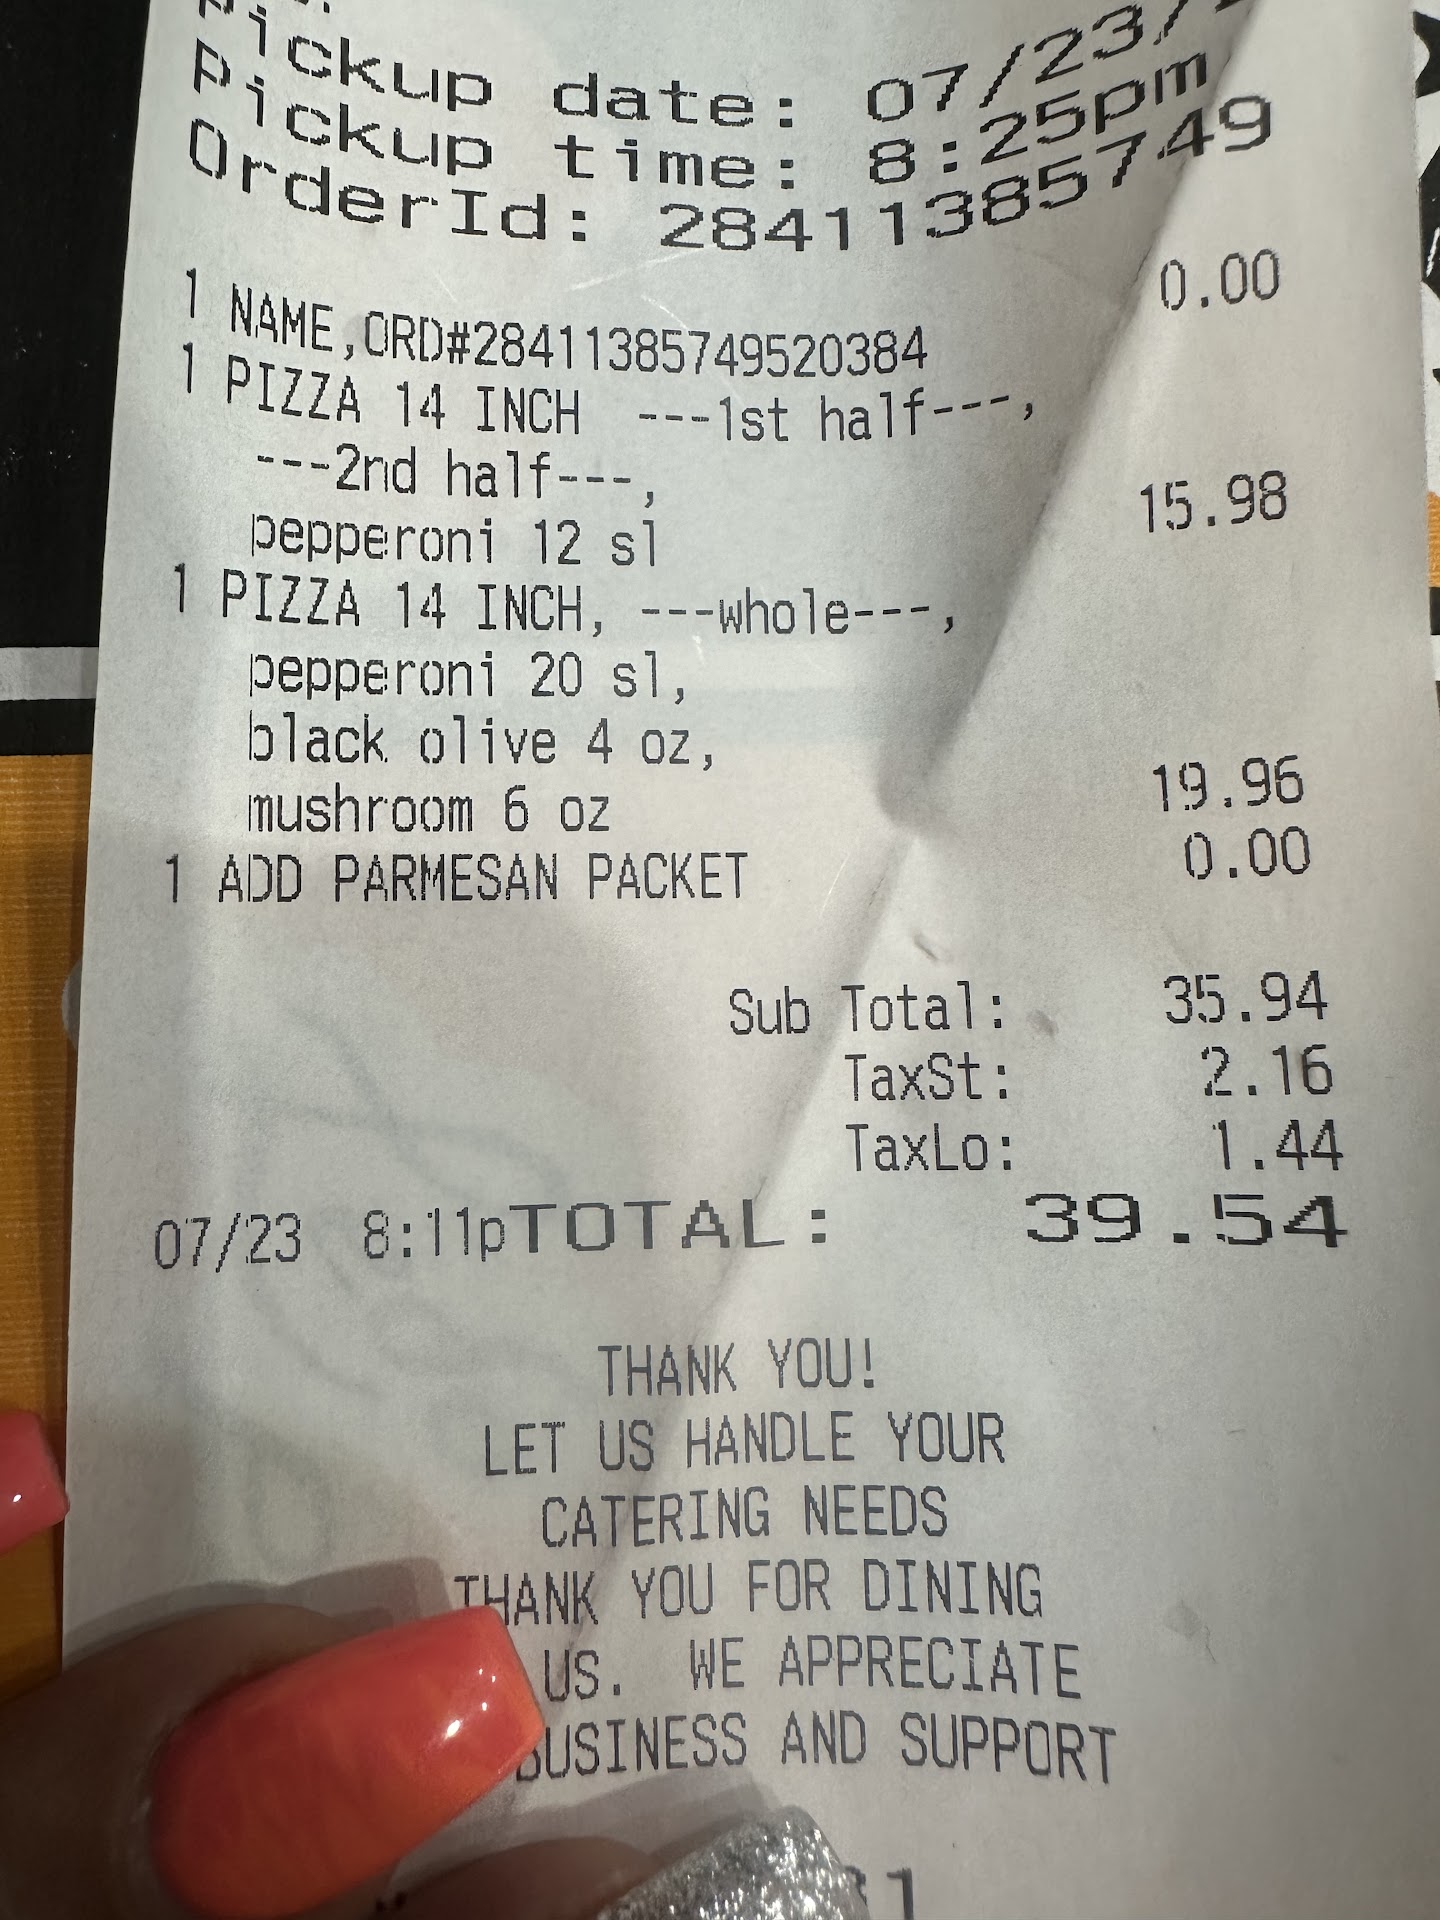 Pickup date: 07/23/
Pickup time: 8:25pm
OrderId: 28411385749
1 NAME,ORD#28411385749520384 0.00
1 PIZZA 14 INCH ---1st half---,
---2nd half---,
pepperoni 12 sl 15.98
1 PIZZA 14 INCH, ---whole---,
pepperoni 20 sl,
black olive 4 oz,
mushroom 6 oz 19.96
1 ADD PARMESAN PACKET 0.00
Sub Total: 35.94
TaxSt: 2.16
TaxLo: 1.44
07/23 8:11pTOTAL: 39.54
THANK YOU!
LET US HANDLE YOUR
CATERING NEEDS
THANK YOU FOR DINING
US. WE APPRECIATE
BUSINESS AND SUPPORT